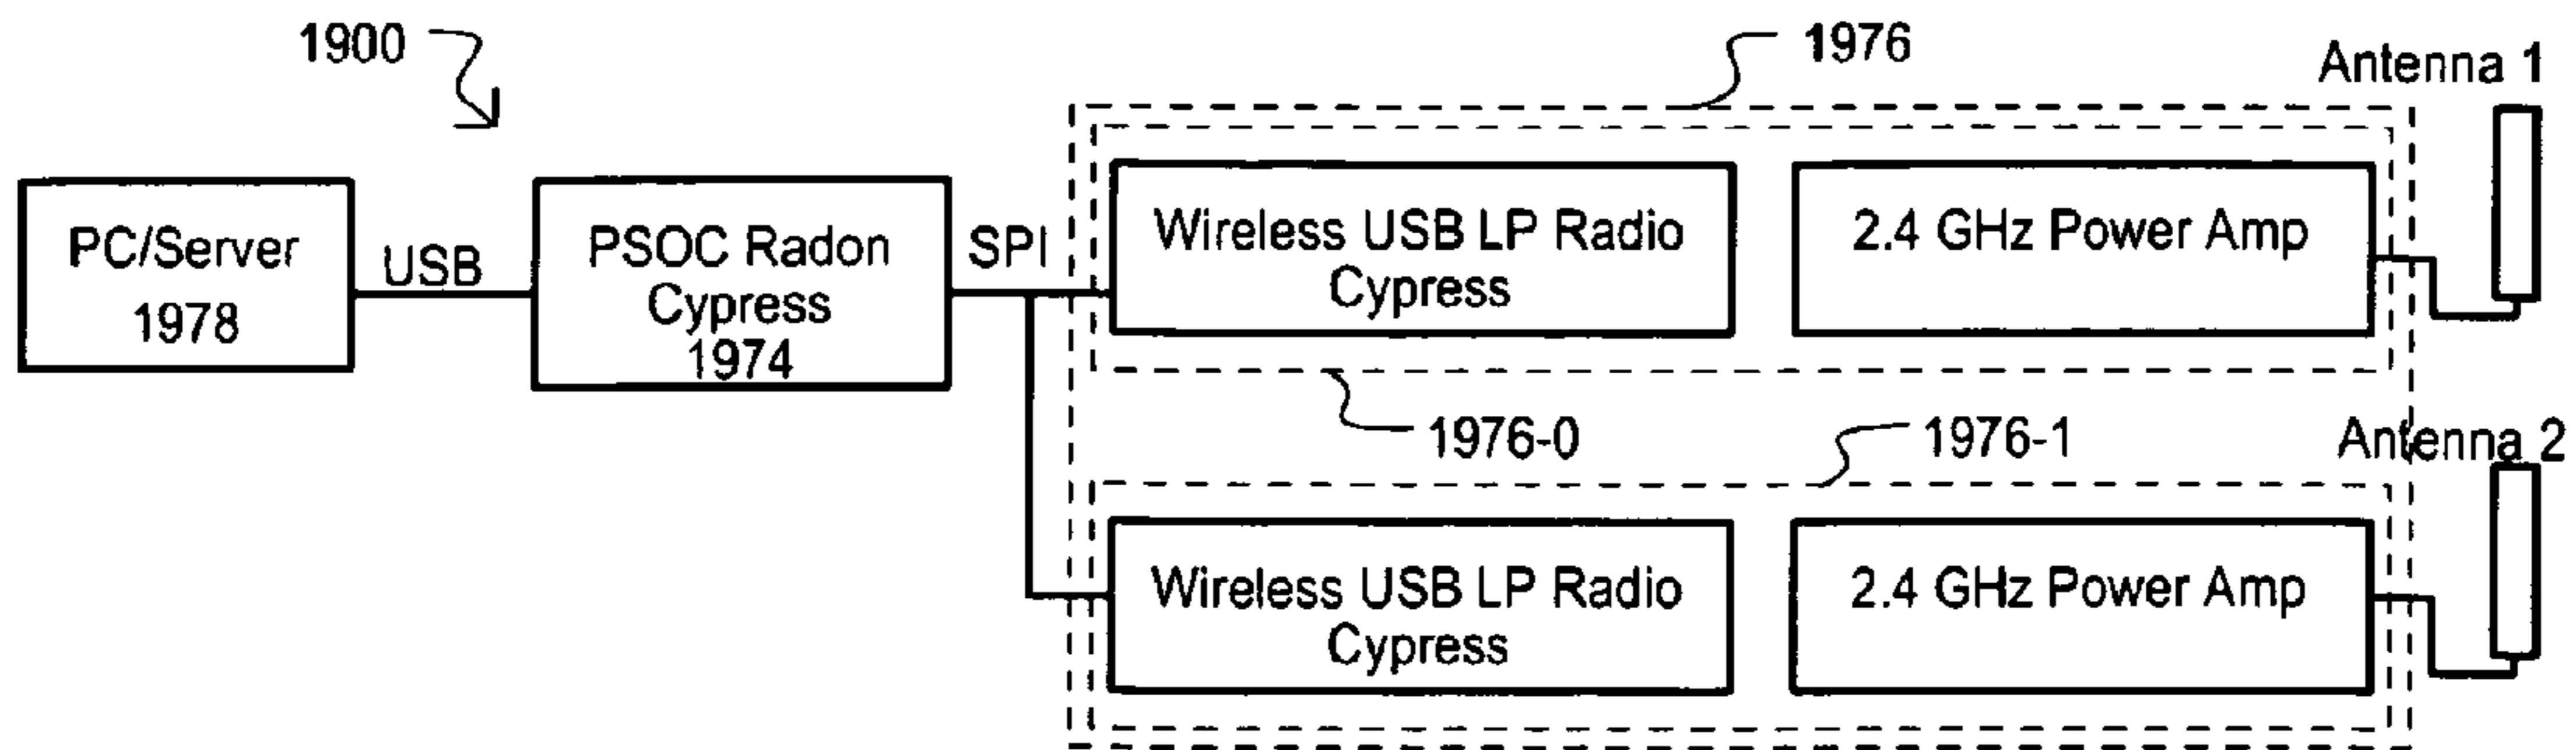 1900
1976
Antenna 1
PC/Server
1978
USB
PSOC Radon
Cypress
1974
SPI
Wireless USB LP Radio
Cypress
2.4 GHz Power Amp
1976-0
1976-1
Antenna 2
Wireless USB LP Radio
Cypress
2.4 GHz Power Amp